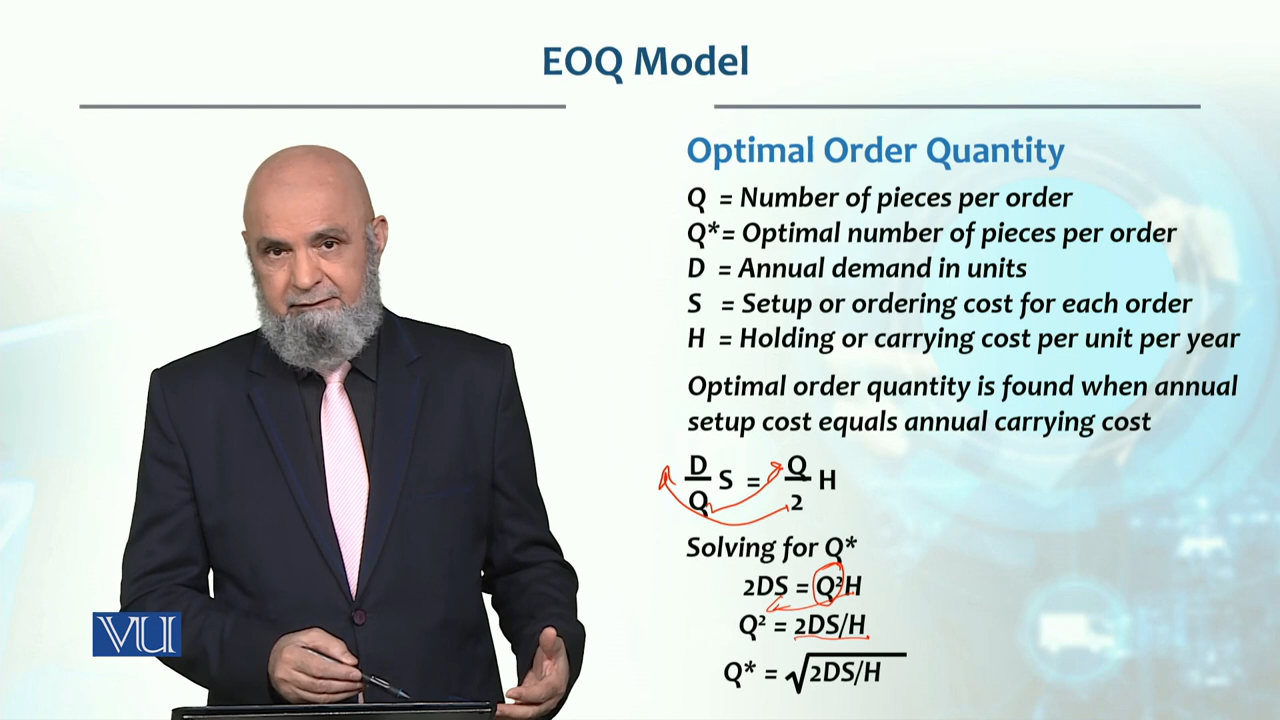 EOQ Model
Optimal Order Quantity
Q = Number of pieces per order
Q* = Optimal number of pieces per order
D = Annual demand in units
S = Setup or ordering cost for each order
H = Holding or carrying cost per unit per year
Optimal order quantity is found when annual
setup cost equals annual carrying cost
D/Q S = Q/2 H
Solving for Q*
2DS = Q²H
Q² = 2DS/H
Q* = √2DS/H
VU